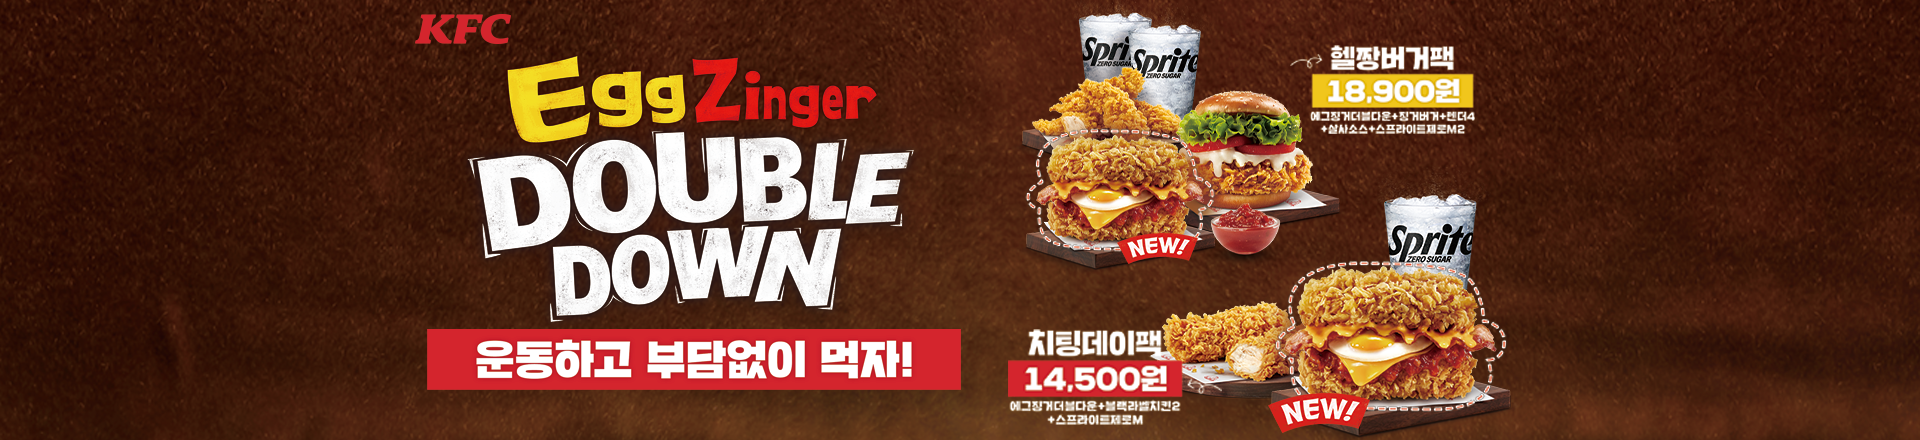 KFC
Egg Zinger
DOUBLE
DOWN
운동하고 부담없이 먹자!
Sprite
ZERO SUGAR
Sprite
ZERO SUGAR
헬짱버거팩
18,900원
에그징거더블다운+징거버거+텐더4
+살사소스+스프라이트제로M2
NEW!
Sprite
ZERO SUGAR
치팅데이팩
14,500원
에그징거더블다운+블랙라벨치킨2
+스프라이트제로M
NEW!